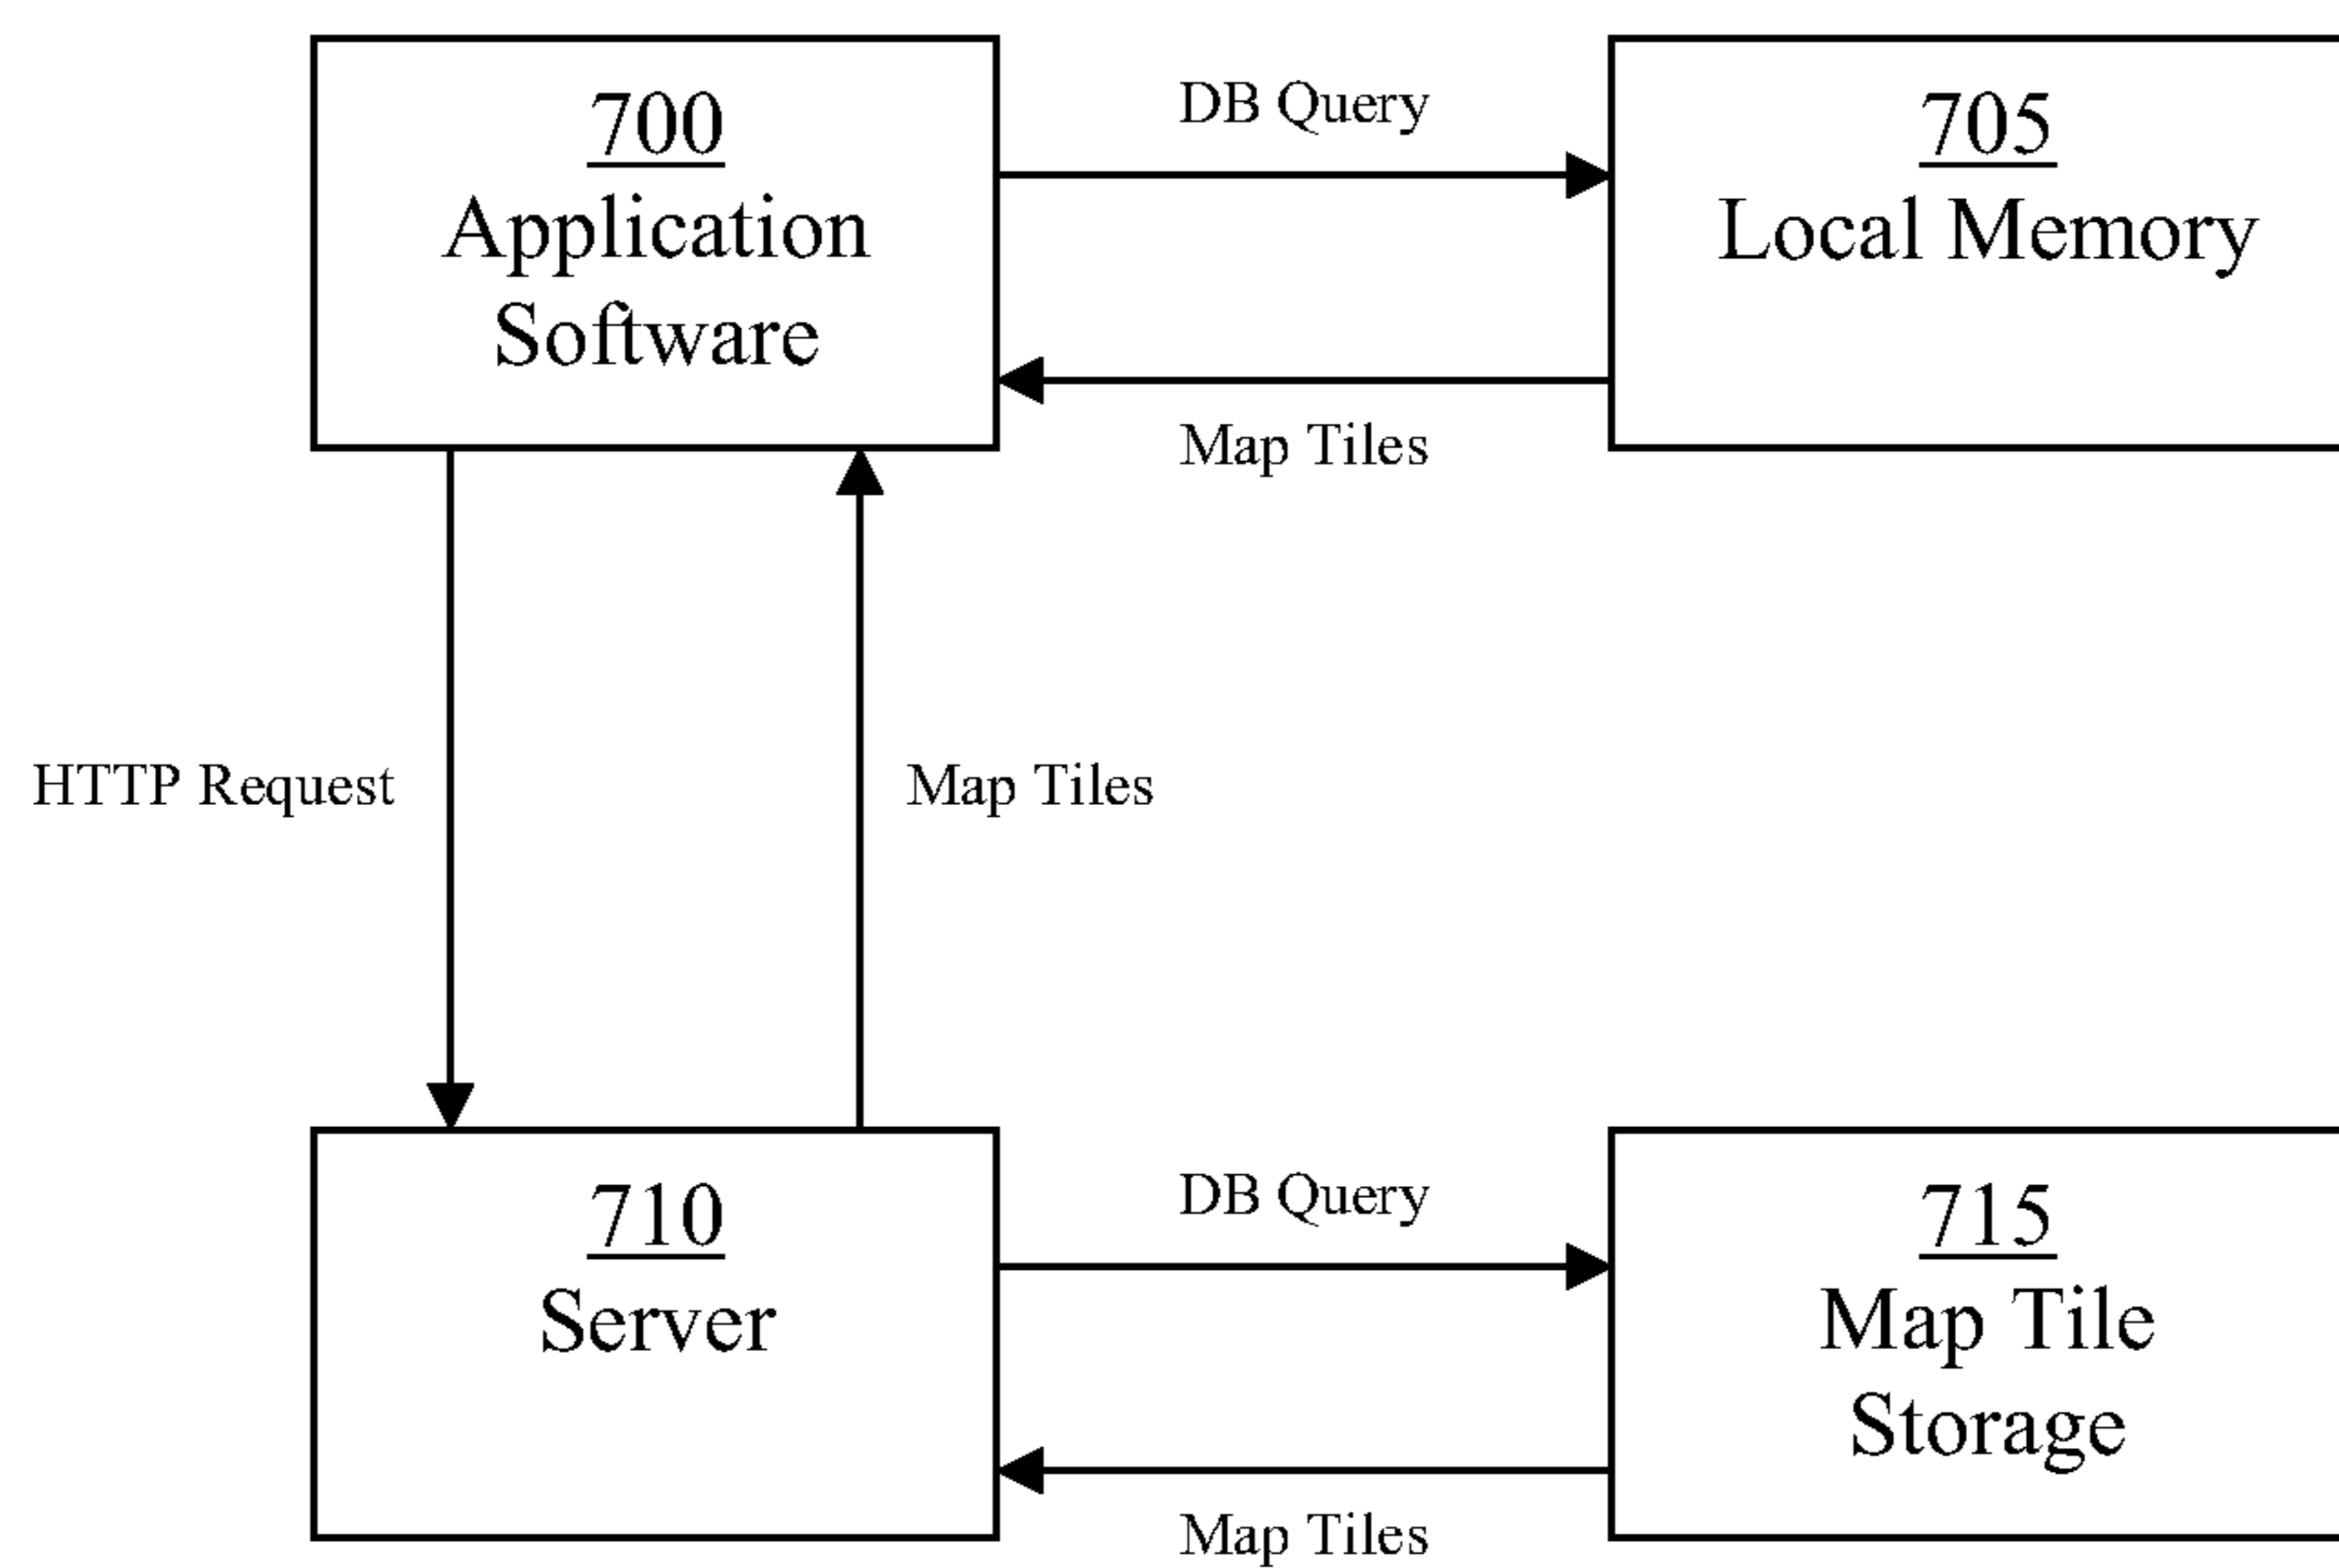 700
Application
Software
DB Query
705
Local Memory
Map Tiles
HTTP Request
Map Tiles
710
Server
DB Query
715
Map Tile
Storage
Map Tiles